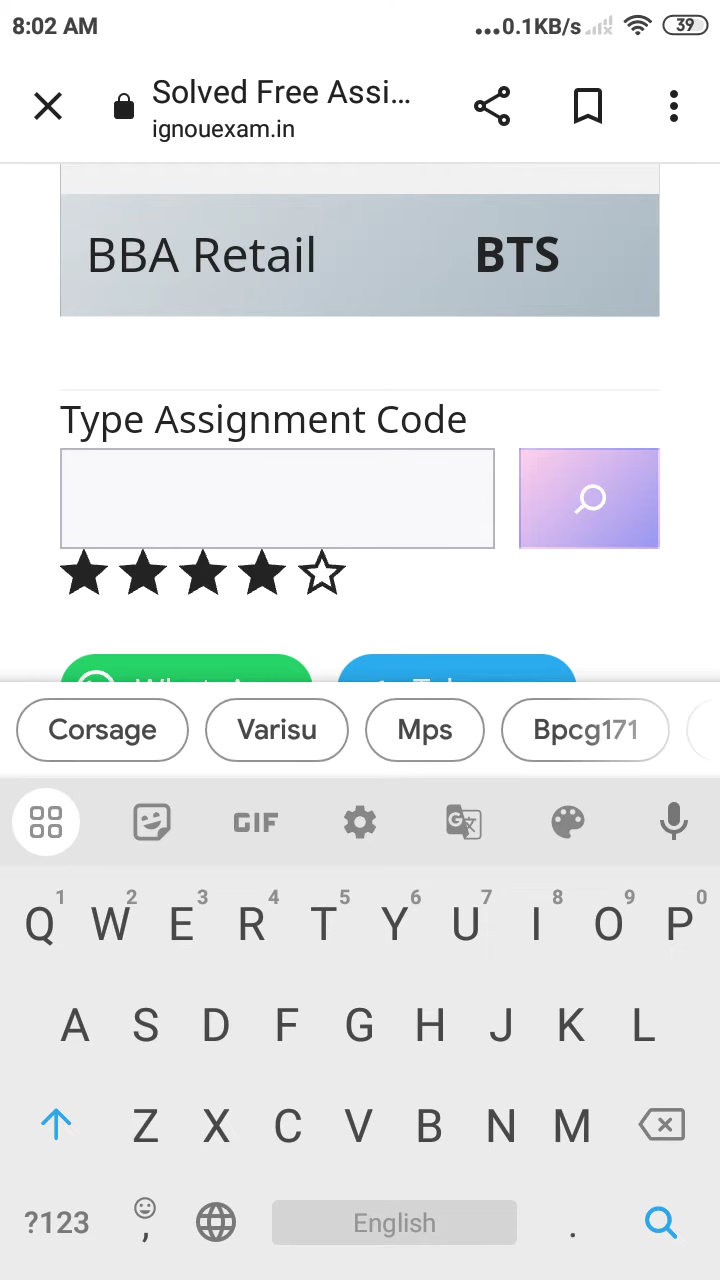 8:02 AM ...0.1KB/s 39
Solved Free Assi...
ignouexam.in
BBA Retail BTS
Type Assignment Code
Corsage Varisu Mps Bpcg171
GIF G
1 2 3 4 5 6 7 8 9 0
Q W E R T Y U I O P
A S D F G H J K L
Z X C V B N M
?123 , English .